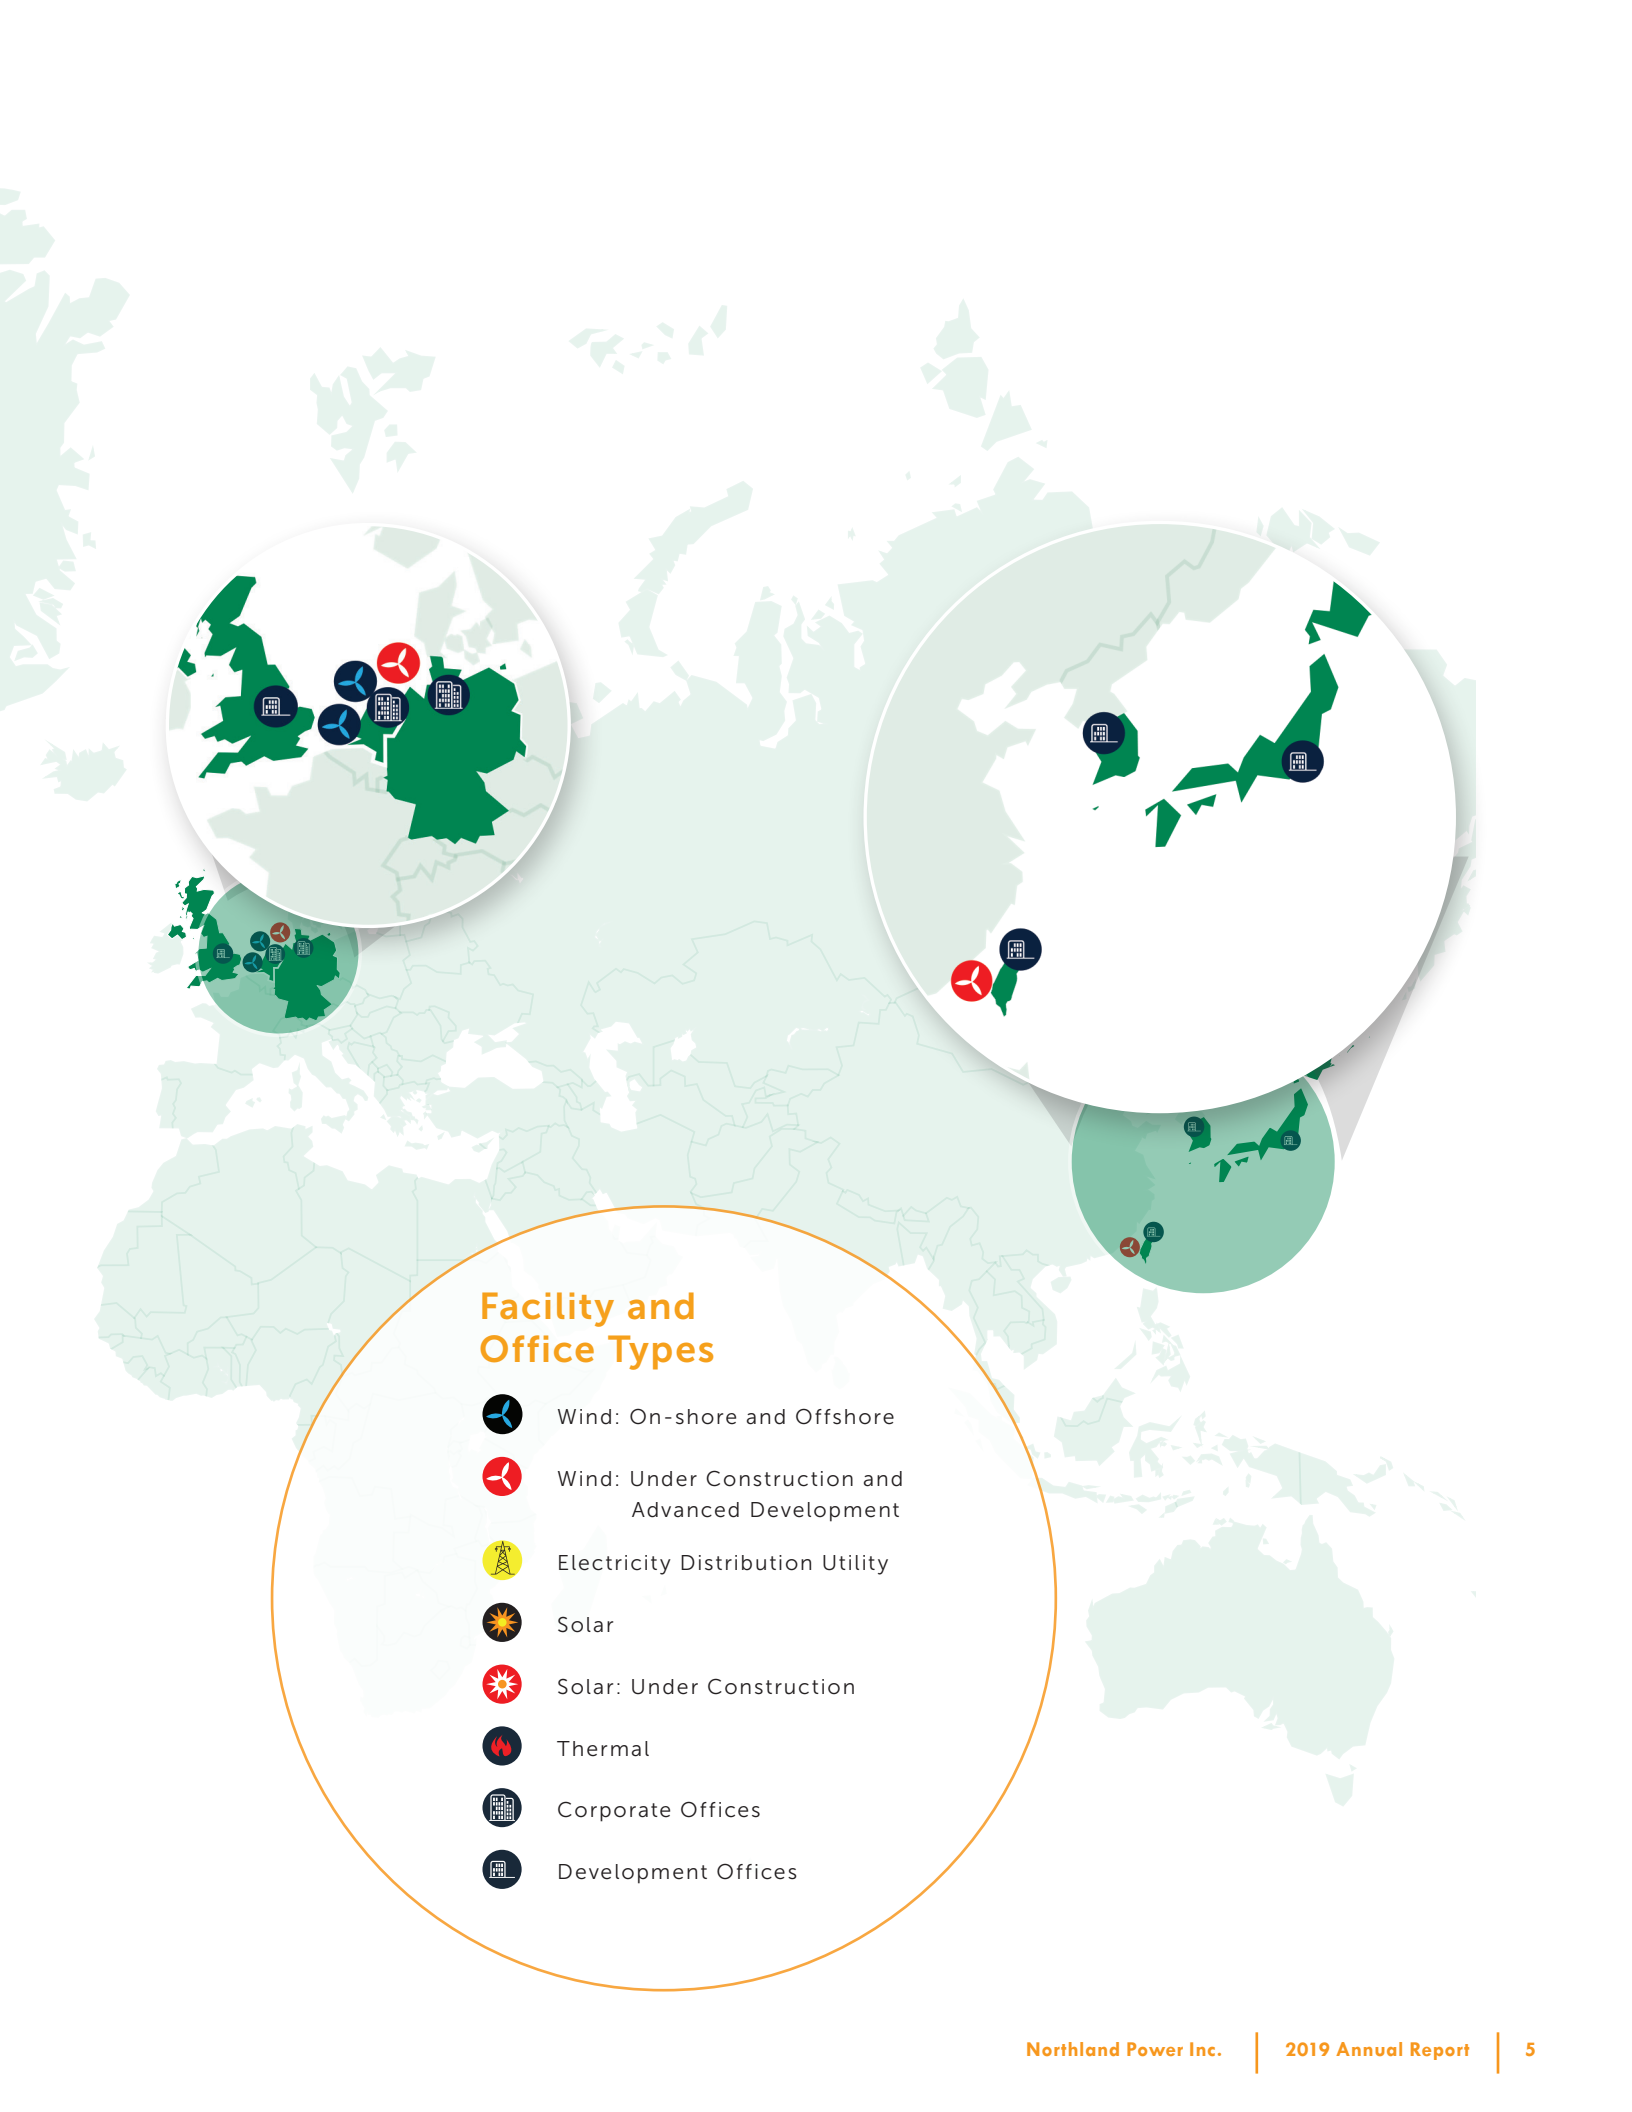 Facility and
Office Types
Wind: On-shore and Offshore
Wind: Under Construction and
Advanced Development
Electricity Distribution Utility
Solar
Solar: Under Construction
Thermal
Corporate Offices
Development Offices
Northland Power Inc. | 2019 Annual Report | 5